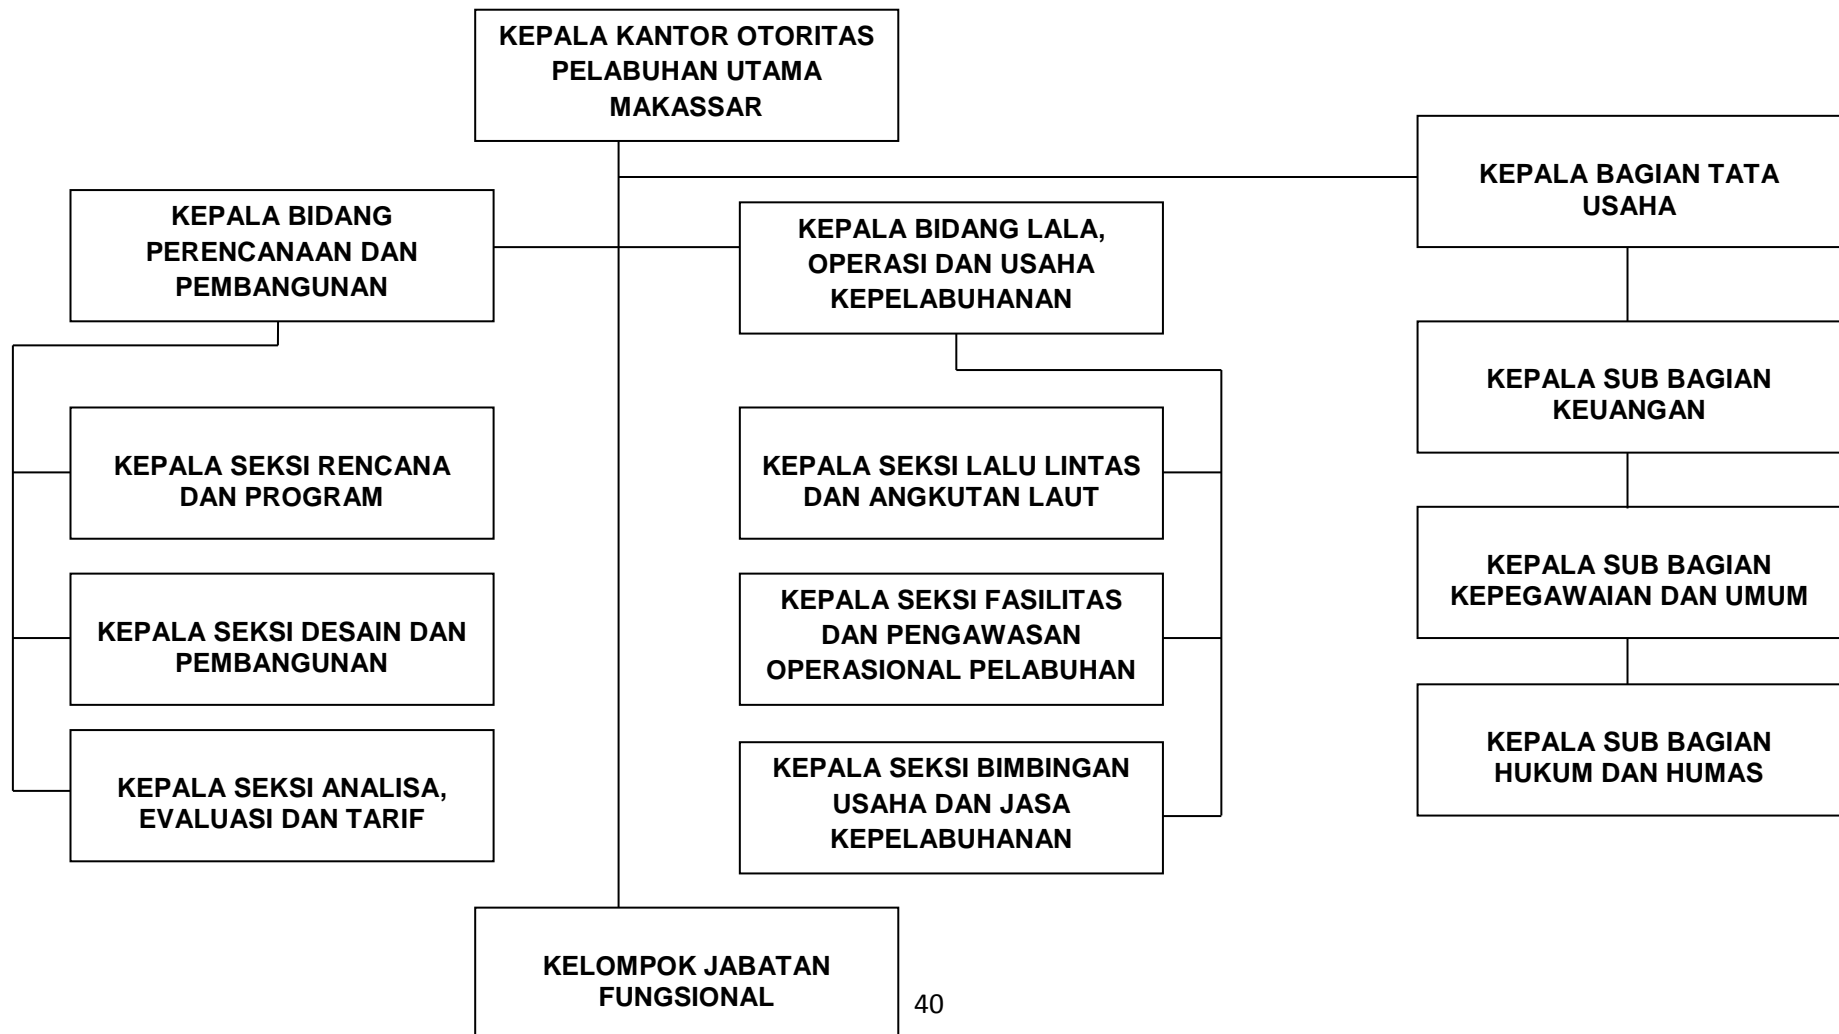 KEPALA KANTOR OTORITAS
PELABUHAN UTAMA
MAKASSAR
KEPALA BAGIAN TATA
USAHA
KEPALA BIDANG
PERENCANAAN DAN
PEMBANGUNAN
KEPALA BIDANG LALA,
OPERASI DAN USAHA
KEPELABUHANAN
KEPALA SUB BAGIAN
KEUANGAN
KEPALA SEKSI RENCANA
DAN PROGRAM
KEPALA SEKSI LALU LINTAS
DAN ANGKUTAN LAUT
KEPALA SUB BAGIAN
KEPEGAWAIAN DAN UMUM
KEPALA SEKSI DESAIN DAN
PEMBANGUNAN
KEPALA SEKSI FASILITAS
DAN PENGAWASAN
OPERASIONAL PELABUHAN
KEPALA SUB BAGIAN
HUKUM DAN HUMAS
KEPALA SEKSI ANALISA,
EVALUASI DAN TARIF
KEPALA SEKSI BIMBINGAN
USAHA DAN JASA
KEPELABUHANAN
KELOMPOK JABATAN
FUNGSIONAL
40